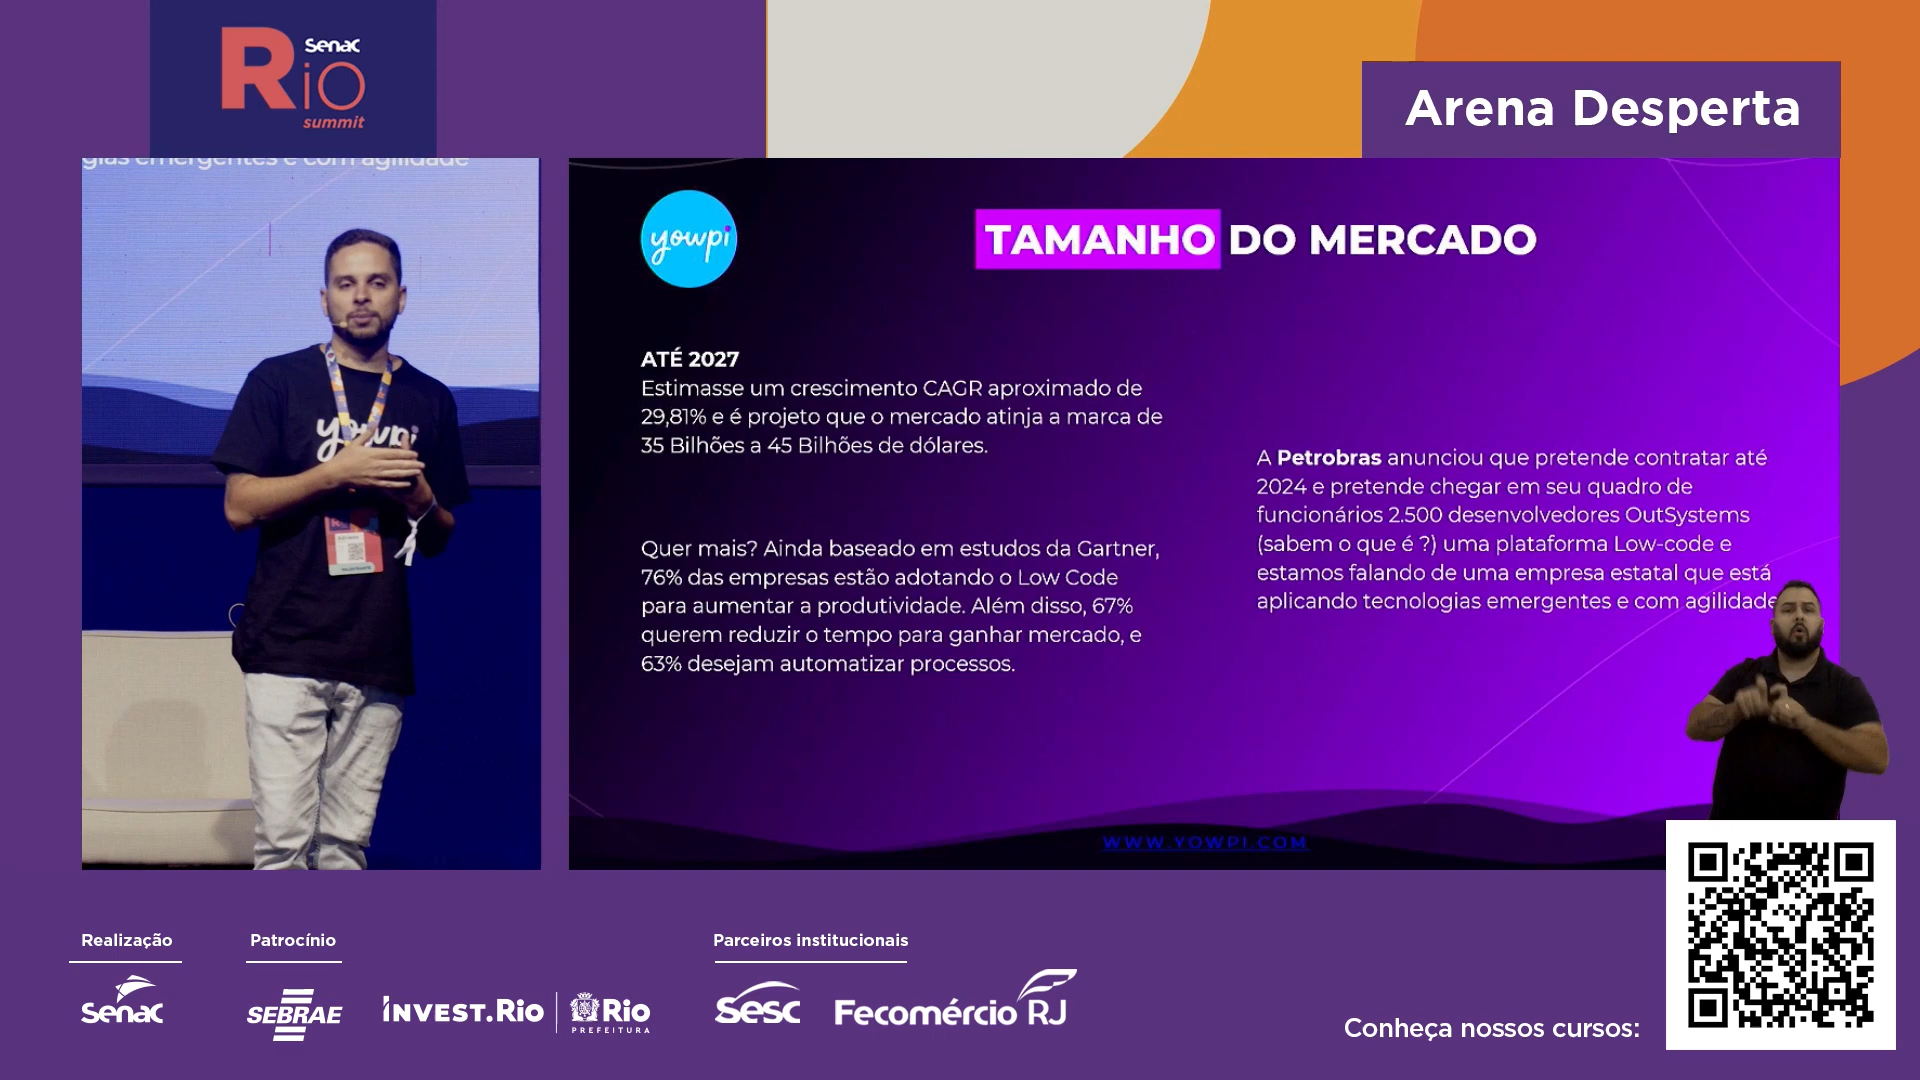 Senac
Rio
summit
Arena Desperta
gias emergentes e com agilidade
yowpi
yowpi
TAMANHO DO MERCADO
ATÉ 2027
Estimasse um crescimento CAGR aproximado de
29,81% e é projeto que o mercado atinja a marca de
35 Bilhões a 45 Bilhões de dólares.
Quer mais? Ainda baseado em estudos da Gartner,
76% das empresas estão adotando o Low Code
para aumentar a produtividade. Além disso, 67%
querem reduzir o tempo para ganhar mercado, e
63% desejam automatizar processos.
A Petrobras anunciou que pretende contratar até
2024 e pretende chegar em seu quadro de
funcionários 2.500 desenvolvedores OutSystems
(sabem o que é ?) uma plataforma Low-code e
estamos falando de uma empresa estatal que está
aplicando tecnologias emergentes e com agilidade
WWW.YOWPI.COM
Realização
Senac
Patrocínio
SEBRAE
INVEST.Rio
Rio
PREFEITURA
Parceiros institucionais
Sesc
Fecomércio RJ
Conheça nossos cursos: